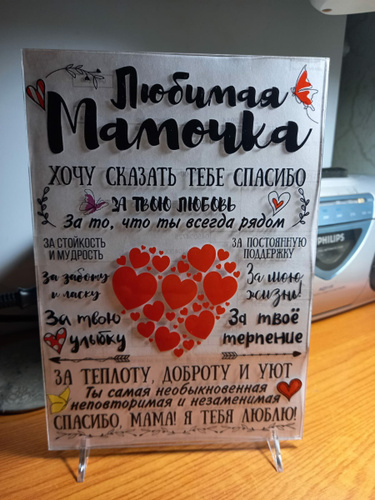 Любимая
Мамочка
ХОЧУ СКАЗАТЬ ТЕБЕ СПАСИБО
ЗА ТВОЮ ЛЮБОВЬ
За то, что ты всегда рядом
ЗА СТОЙКОСТЬ
И МУДРОСТЬ
За заботу
и ласку
За твою
улыбку
ЗА ПОСТОЯННУЮ
ПОДДЕРЖКУ
За мою
жизнь!
За твоё
терпение
ЗА ТЕПЛОТУ, ДОБРОТУ И УЮТ
Ты самая необыкновенная
неповторимая и незаменимая
СПАСИБО, МАМА! Я ТЕБЯ ЛЮБЛЮ!
PHILIPS